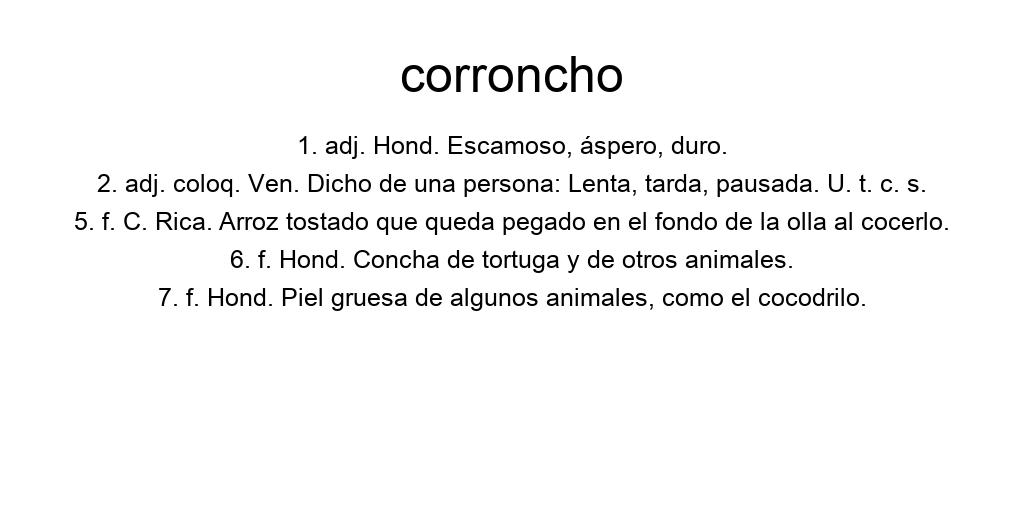 corroncho
1. adj. Hond. Escamoso, áspero, duro.
2. adj. coloq. Ven. Dicho de una persona: Lenta, tarda, pausada. U. t. c. s.
5. f. C. Rica. Arroz tostado que queda pegado en el fondo de la olla al cocerlo.
6. f. Hond. Concha de tortuga y de otros animales.
7. f. Hond. Piel gruesa de algunos animales, como el cocodrilo.